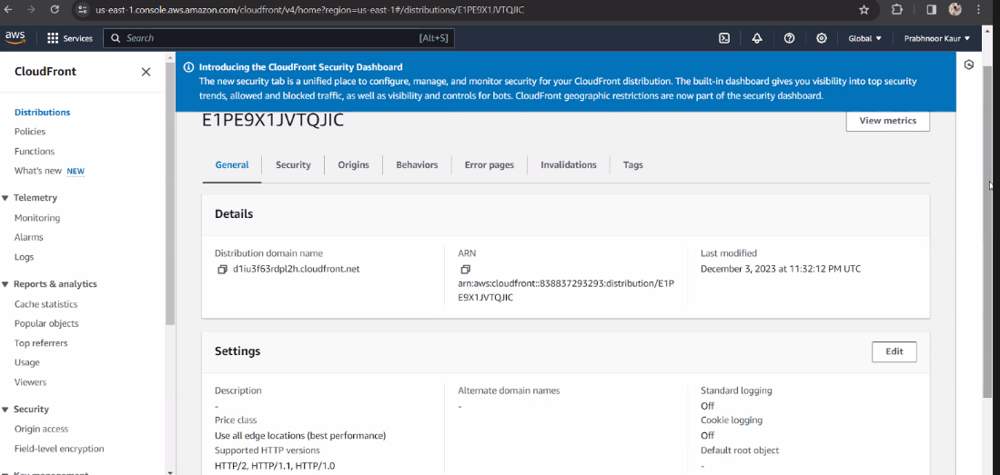 us-east-1.console.aws.amazon.com/cloudfront/v4/home?region=us-east-1#/distributions/E1PE9X1JVTQJIC
aws
Services
Search
[Alt+S]
Global
Prabhnoor Kaur
CloudFront
Distributions
Policies
Functions
What's new NEW
Telemetry
Monitoring
Alarms
Logs
Reports & analytics
Cache statistics
Popular objects
Top referrers
Usage
Viewers
Security
Origin access
Field-level encryption
Key management
Introducing the CloudFront Security Dashboard
The new security tab is a unified place to configure, manage, and monitor security for your CloudFront distribution. The built-in dashboard gives you visibility into top security
trends, allowed and blocked traffic, as well as visibility and controls for bots. CloudFront geographic restrictions are now part of the security dashboard.
E1PE9X1JVTQJIC
View metrics
General
Security
Origins
Behaviors
Error pages
Invalidations
Tags
Details
Distribution domain name
d1iu3f63rdpl2h.cloudfront.net
ARN
arn:aws:cloudfront::838837293293:distribution/E1P
E9X1JVTQJIC
Last modified
December 3, 2023 at 11:32:12 PM UTC
Settings
Edit
Description
-
Price class
Use all edge locations (best performance)
Supported HTTP versions
HTTP/2, HTTP/1.1, HTTP/1.0
Alternate domain names
-
Standard logging
Off
Cookie logging
Off
Default root object
-